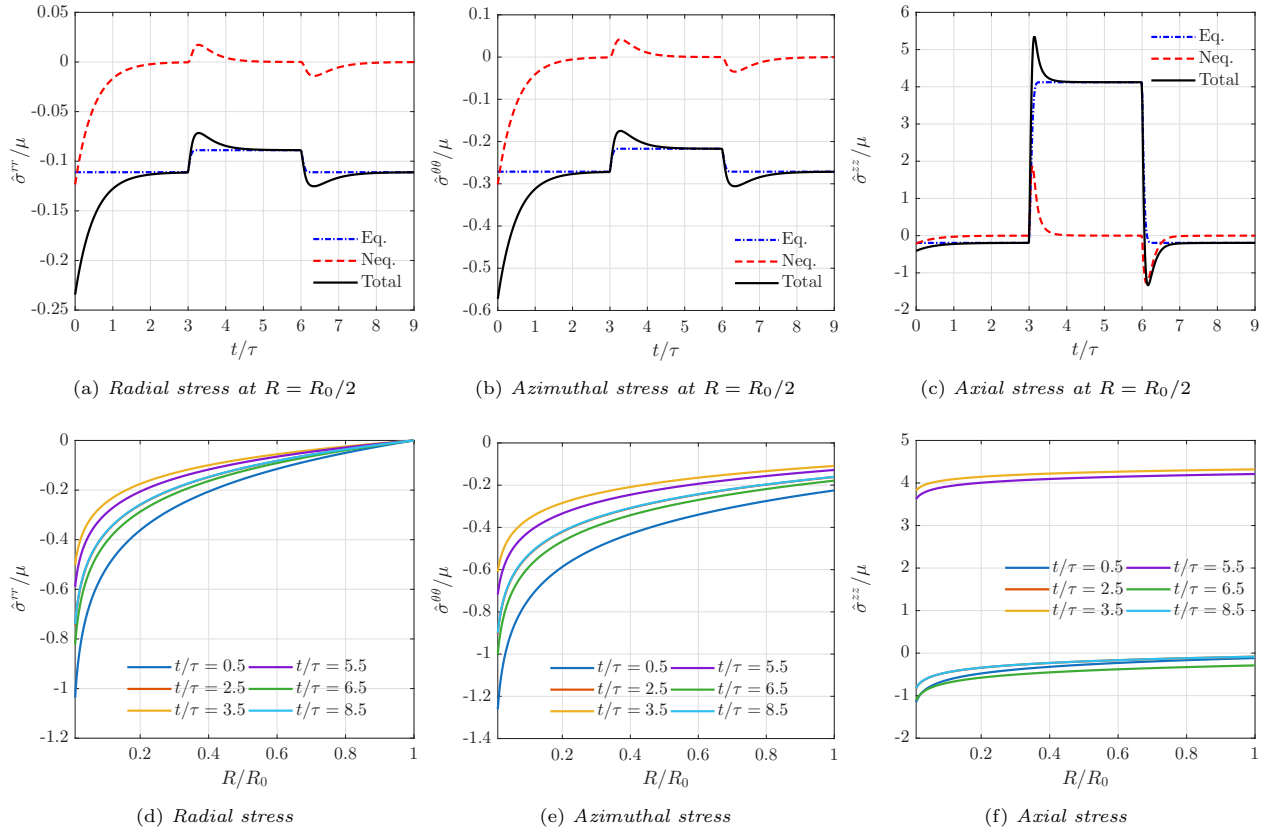 0.05
0
-0.05
-0.1
-0.15
-0.2
-0.25
σ̂^{rr}/μ
Eq.
Neq.
Total
0 1 2 3 4 5 6 7 8 9
t/τ
(a) Radial stress at R = R₀/2
0.1
0
-0.1
-0.2
-0.3
-0.4
-0.5
-0.6
σ̂^{θθ}/μ
Eq.
Neq.
Total
0 1 2 3 4 5 6 7 8 9
t/τ
(b) Azimuthal stress at R = R₀/2
6
5
4
3
2
1
0
-1
-2
σ̂^{zz}/μ
Eq.
Neq.
Total
0 1 2 3 4 5 6 7 8 9
t/τ
(c) Axial stress at R = R₀/2
0
-0.2
-0.4
-0.6
-0.8
-1
-1.2
σ̂^{rr}/μ
t/τ = 0.5 t/τ = 5.5
t/τ = 2.5 t/τ = 6.5
t/τ = 3.5 t/τ = 8.5
0.2 0.4 0.6 0.8 1
R/R₀
(d) Radial stress
0
-0.2
-0.4
-0.6
-0.8
-1
-1.2
-1.4
σ̂^{θθ}/μ
t/τ = 0.5 t/τ = 5.5
t/τ = 2.5 t/τ = 6.5
t/τ = 3.5 t/τ = 8.5
0.2 0.4 0.6 0.8 1
R/R₀
(e) Azimuthal stress
5
4
3
2
1
0
-1
-2
σ̂^{zz}/μ
t/τ = 0.5 t/τ = 5.5
t/τ = 2.5 t/τ = 6.5
t/τ = 3.5 t/τ = 8.5
0.2 0.4 0.6 0.8 1
R/R₀
(f) Axial stress